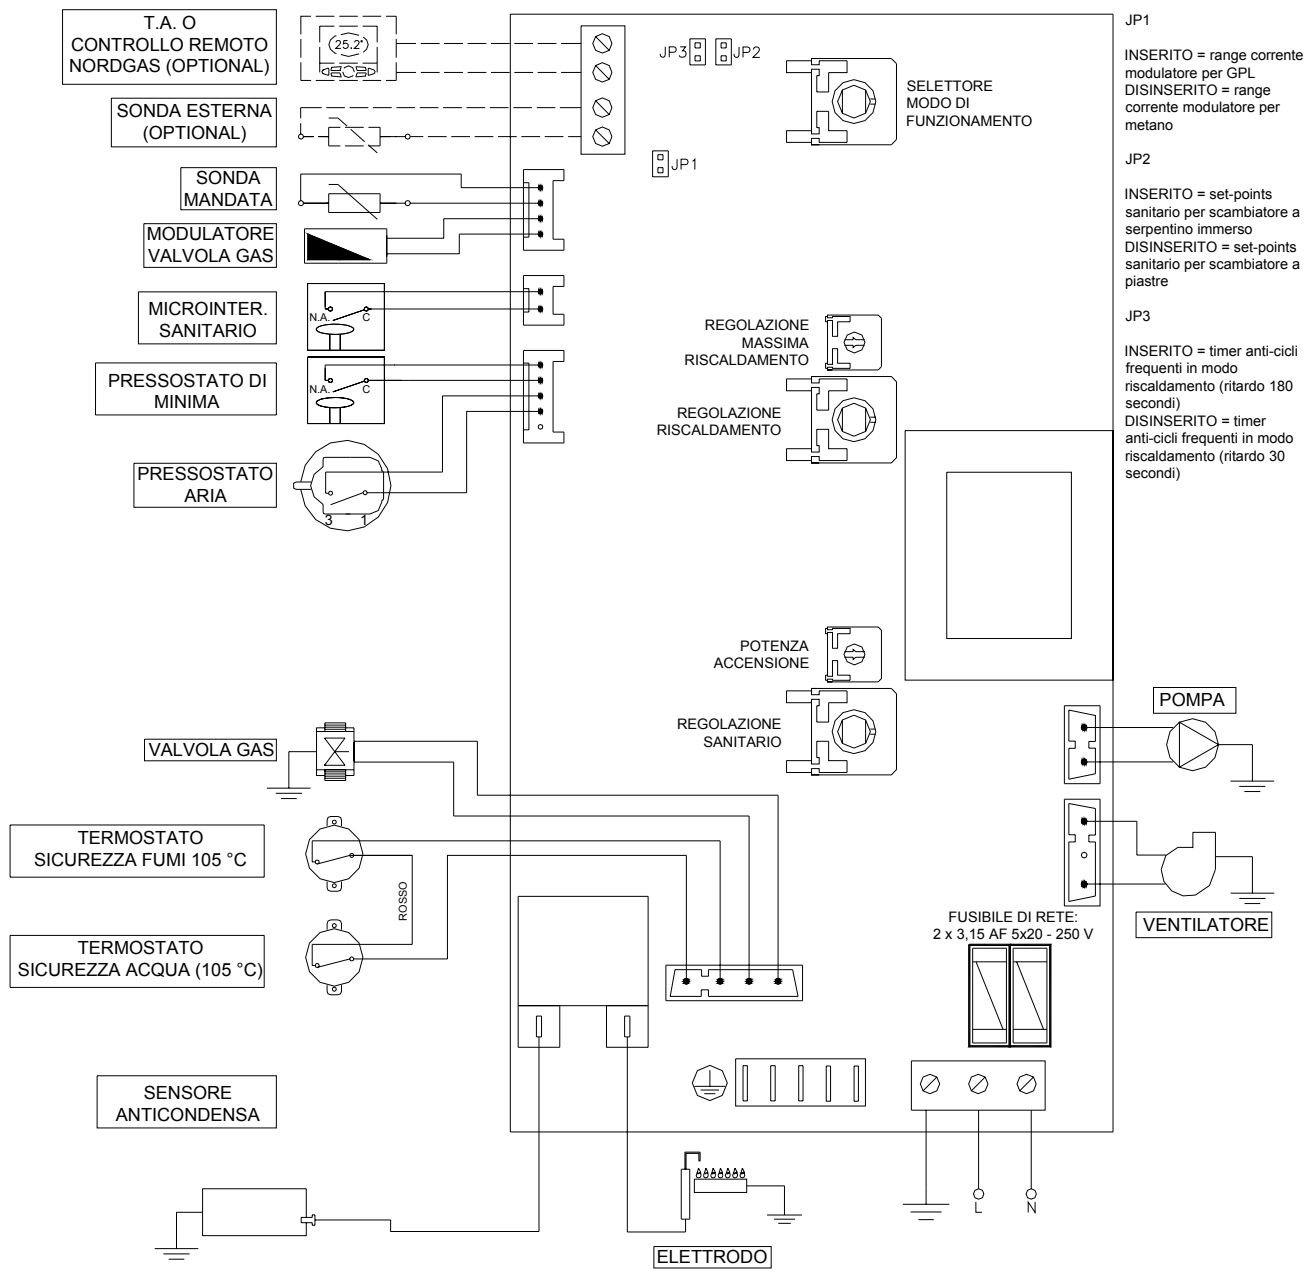 T.A. O
CONTROLLO REMOTO
NORDGAS (OPTIONAL)
25.2°
SONDA ESTERNA
(OPTIONAL)
SONDA
MANDATA
MODULATORE
VALVOLA GAS
MICROINTER.
SANITARIO
N.A. C
PRESSOSTATO DI
MINIMA
N.A. C
PRESSOSTATO
ARIA
3 1
JP3 JP2
JP1
SELETTORE
MODO DI
FUNZIONAMENTO
REGOLAZIONE
MASSIMA
RISCALDAMENTO
REGOLAZIONE
RISCALDAMENTO
POTENZA
ACCENSIONE
REGOLAZIONE
SANITARIO
JP1
INSERITO = range corrente
modulatore per GPL
DISINSERITO = range
corrente modulatore per
metano
JP2
INSERITO = set-points
sanitario per scambiatore a
serpentino immerso
DISINSERITO = set-points
sanitario per scambiatore a
piastre
JP3
INSERITO = timer anti-cicli
frequenti in modo
riscaldamento (ritardo 180
secondi)
DISINSERITO = timer
anti-cicli frequenti in modo
riscaldamento (ritardo 30
secondi)
POMPA
VENTILATORE
VALVOLA GAS
TERMOSTATO
SICUREZZA FUMI 105 °C
ROSSO
TERMOSTATO
SICUREZZA ACQUA (105 °C)
FUSIBILE DI RETE:
2 x 3,15 AF 5x20 - 250 V
SENSORE
ANTICONDENSA
L N
ELETTRODO